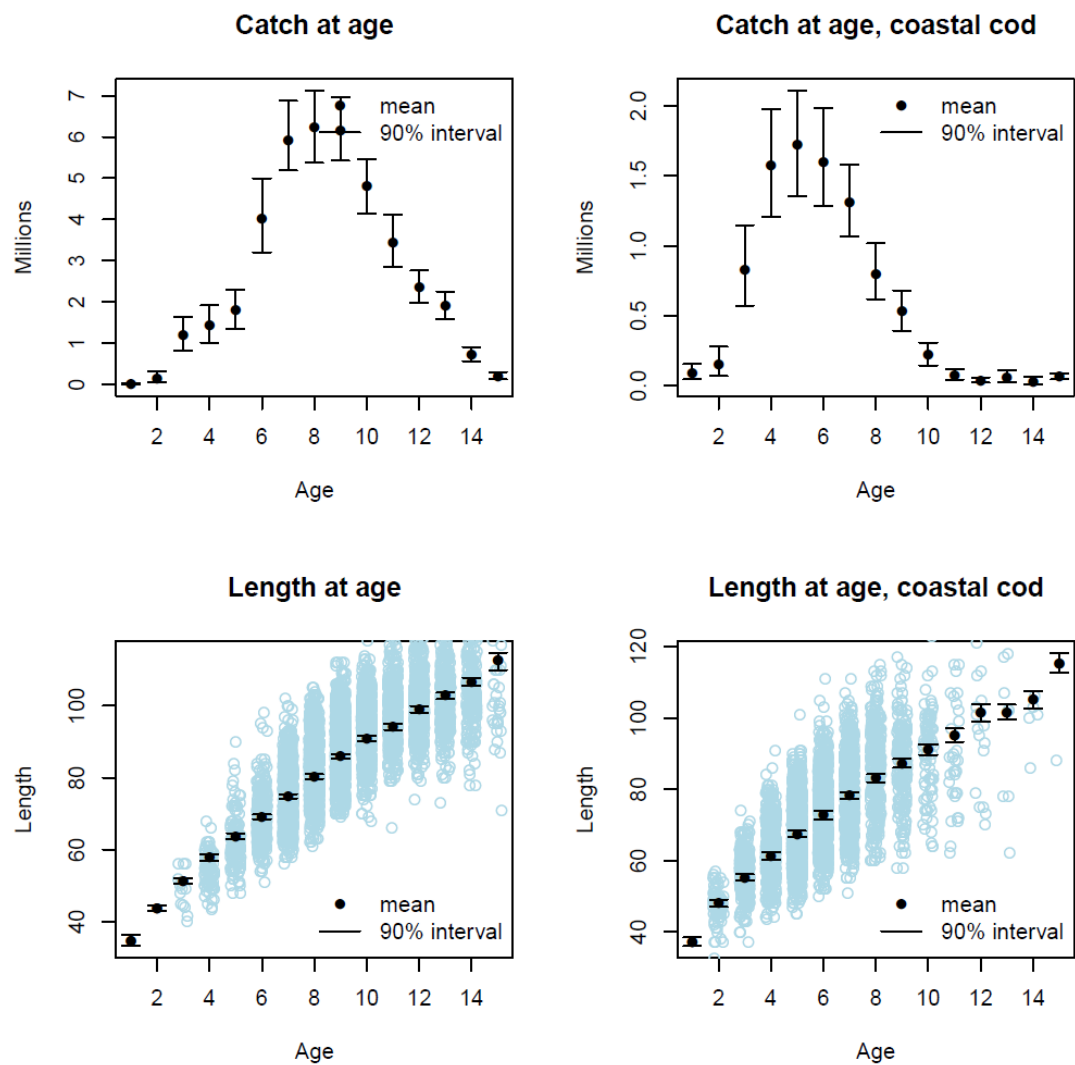 Catch at age
Millions
7
6
5
4
3
2
1
0
mean
90% interval
2 4 6 8 10 12 14
Age
Catch at age, coastal cod
Millions
2.0
1.5
1.0
0.5
0.0
mean
90% interval
2 4 6 8 10 12 14
Age
Length at age
Length
100
80
60
40
mean
90% interval
2 4 6 8 10 12 14
Age
Length at age, coastal cod
Length
120
100
80
60
40
mean
90% interval
2 4 6 8 10 12 14
Age